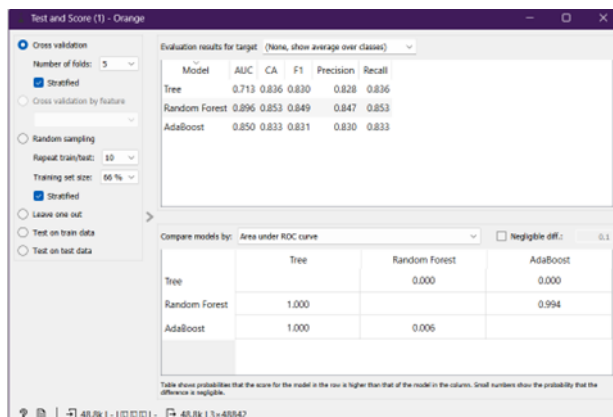 Test and Score (1) - Orange
Cross validation
Number of folds: 5
Stratified
Cross validation by feature
Random sampling
Repeat train/test: 10
Training set size: 66 %
Stratified
Leave one out
Test on train data
Test on test data
Evaluation results for target (None, show average over classes)
Model AUC CA F1 Precision Recall
Tree 0.713 0.836 0.830 0.828 0.836
Random Forest 0.896 0.853 0.849 0.847 0.853
AdaBoost 0.850 0.833 0.831 0.830 0.833
Compare models by: Area under ROC curve Negligible diff.: 0.1
Tree Random Forest AdaBoost
Tree 0.000 0.000
Random Forest 1.000 0.994
AdaBoost 1.000 0.006
Table shows probabilities that the score for the model in the row is higher than that of the model in the column. Small numbers show the probability that the
difference is negligible.